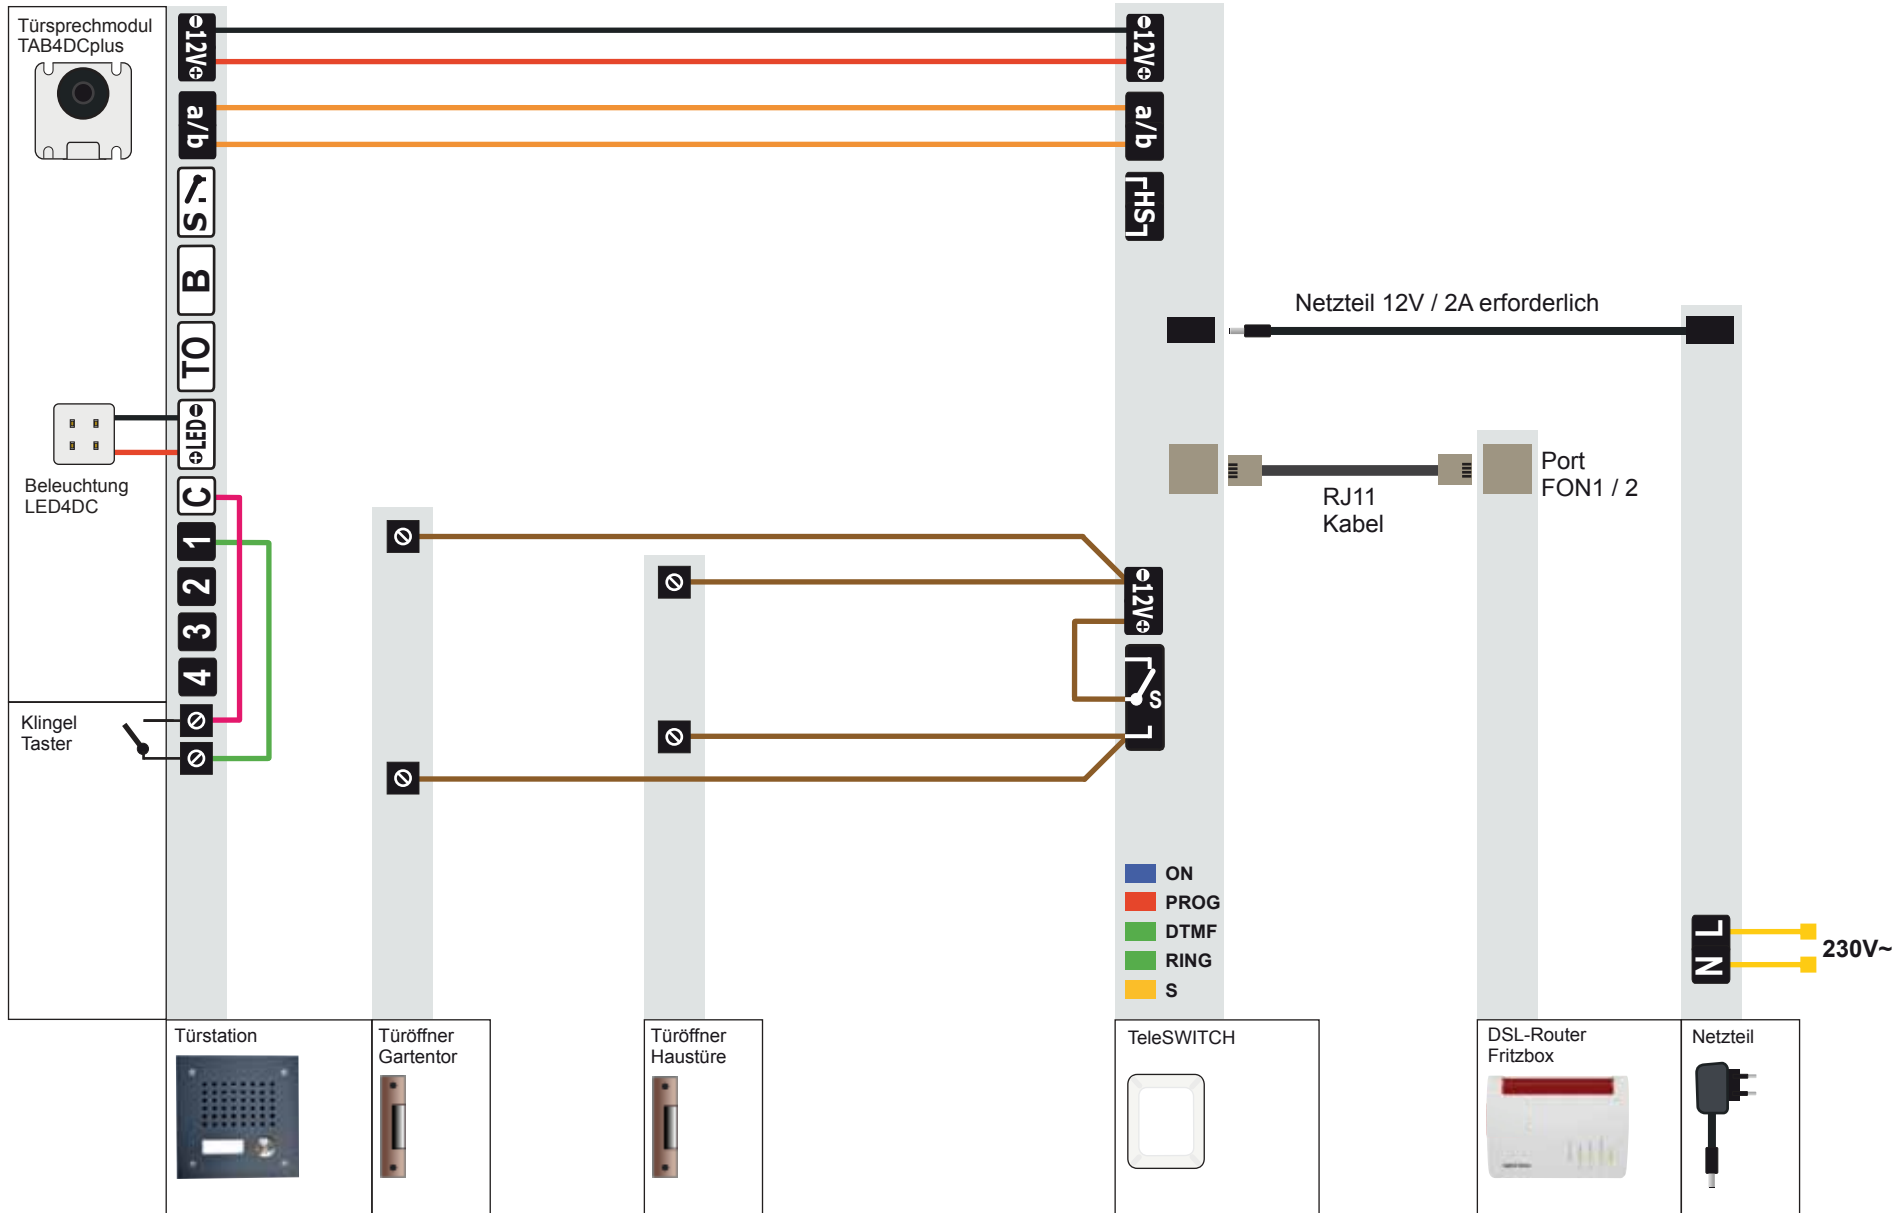 Türsprechmodul
TAB4DCplus
⊖12V⊕
a/b
S
B
TO
⊕LED⊖
C
1
2
3
4
Beleuchtung
LED4DC
Klingel
Taster
⊖12V⊕
a/b
HS
Netzteil 12V / 2A erforderlich
Port
FON1 / 2
RJ11
Kabel
⊖12V⊕
S
ON
PROG
DTMF
RING
S
L
N
230V~
Türstation
Türöffner
Gartentor
Türöffner
Haustüre
TeleSWITCH
DSL-Router
Fritzbox
Netzteil